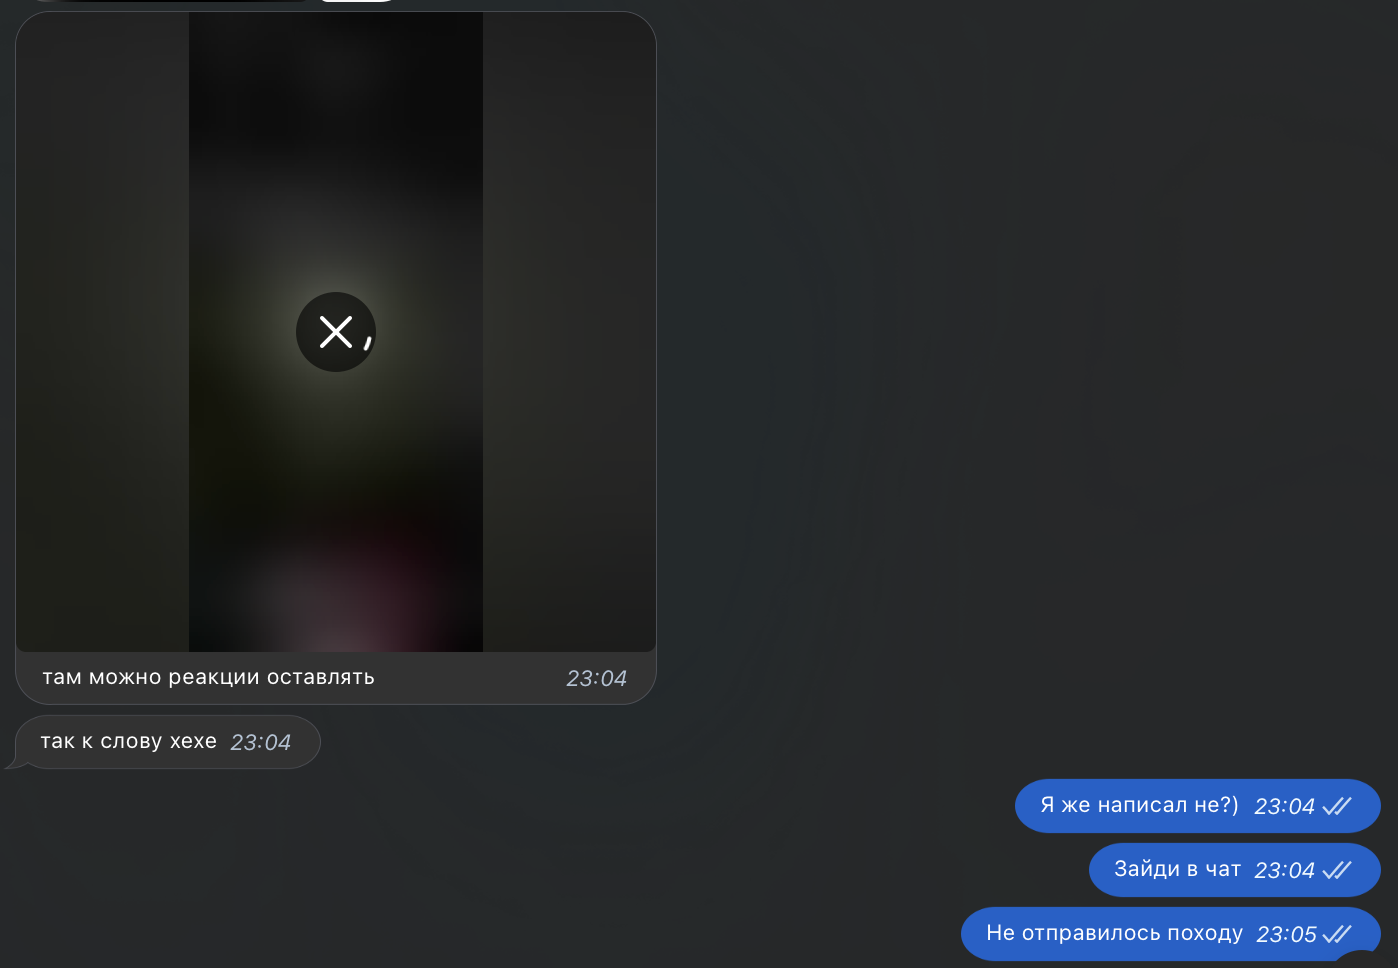 там можно реакции оставлять 23:04
так к слову хехе 23:04
Я же написал не?) 23:04
Зайди в чат 23:04
Не отправилось походу 23:05